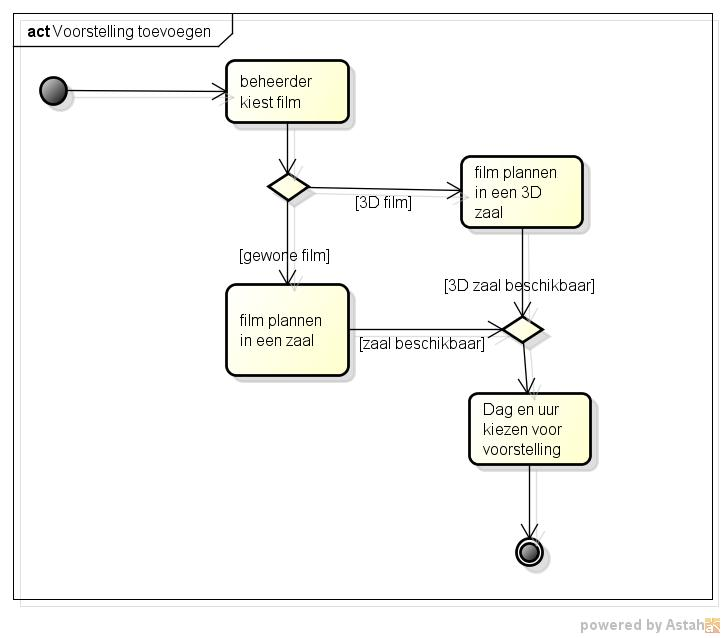 act Voorstelling toevoegen
beheerder
kiest film
film plannen
in een 3D
zaal
[3D film]
[gewone film]
[3D zaal beschikbaar]
film plannen
in een zaal
[zaal beschikbaar]
Dag en uur
kiezen voor
voorstelling
powered by Astah